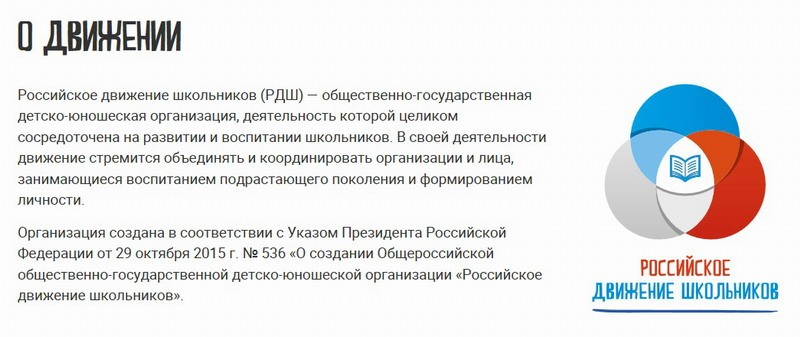 О ДВИЖЕНИИ
Российское движение школьников (РДШ) — общественно-государственная
детско-юношеская организация, деятельность которой целиком
сосредоточена на развитии и воспитании школьников. В своей деятельности
движение стремится объединять и координировать организации и лица,
занимающиеся воспитанием подрастающего поколения и формированием
личности.
Организация создана в соответствии с Указом Президента Российской
Федерации от 29 октября 2015 г. № 536 «О создании Общероссийской
общественно-государственной детско-юношеской организации «Российское
движение школьников».
РОССИЙСКОЕ
ДВИЖЕНИЕ ШКОЛЬНИКОВ